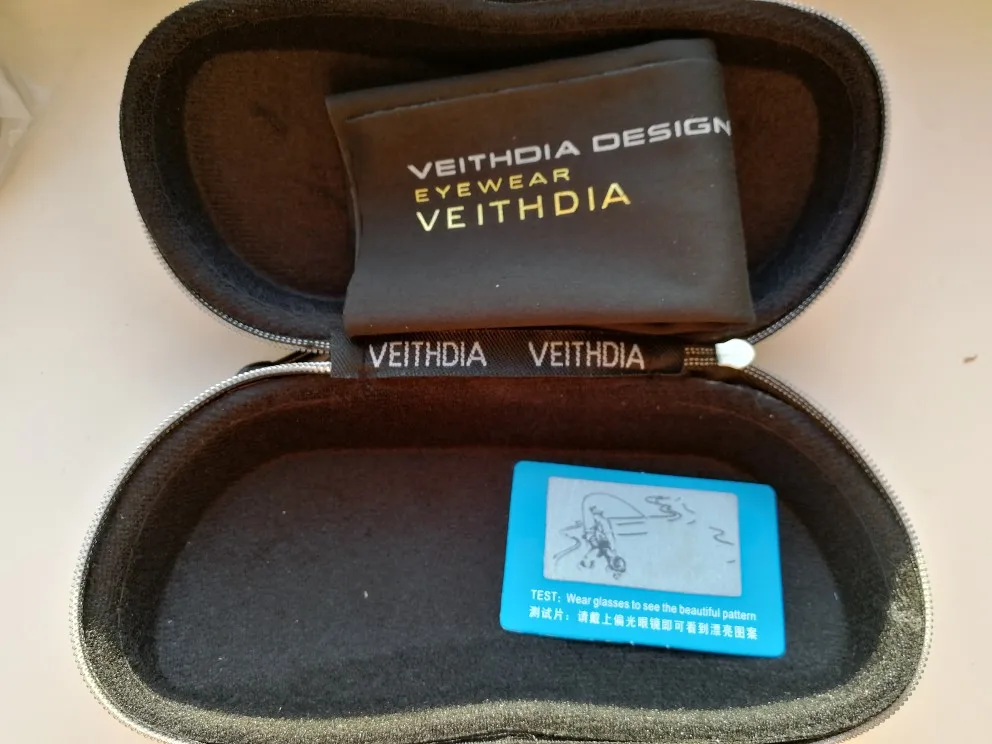 VEITHDIA DESIGN
EYEWEAR
VEITHDIA
VEITHDIA VEITHDIA
TEST: Wear glasses to see the beautiful pattern
测试片：请戴上偏光眼镜即可看到漂亮图案